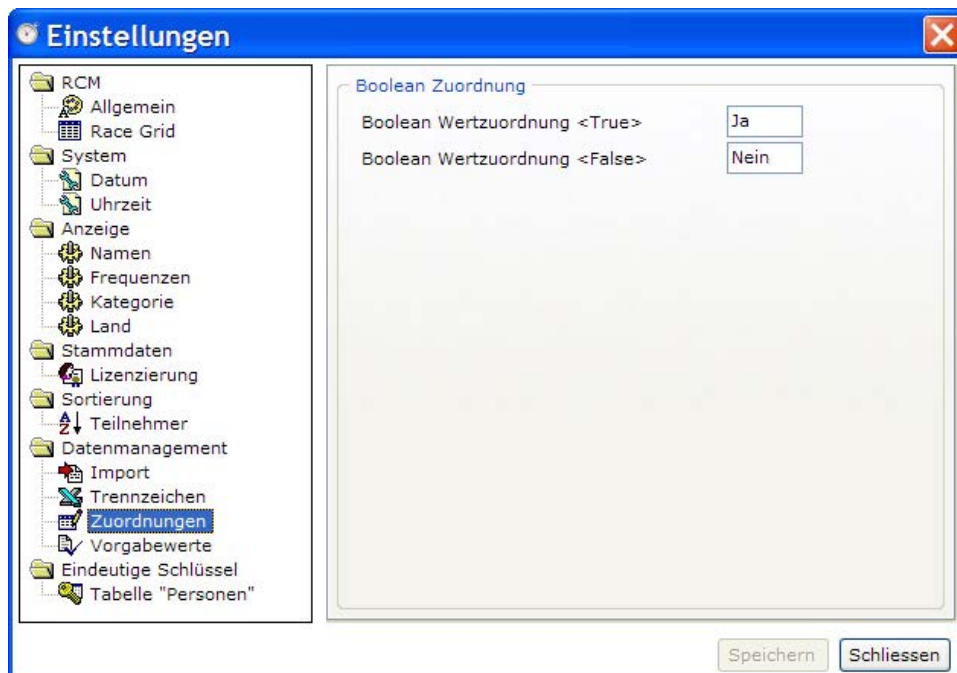 Einstellungen
RCM
Allgemein
Race Grid
System
Datum
Uhrzeit
Anzeige
Namen
Frequenzen
Kategorie
Land
Stammdaten
Lizenzierung
Sortierung
Teilnehmer
Datenmanagement
Import
Trennzeichen
Zuordnungen
Vorgabewerte
Eindeutige Schlüssel
Tabelle "Personen"
Boolean Zuordnung
Boolean Wertzuordnung <True> Ja
Boolean Wertzuordnung <False> Nein
Speichern Schliessen